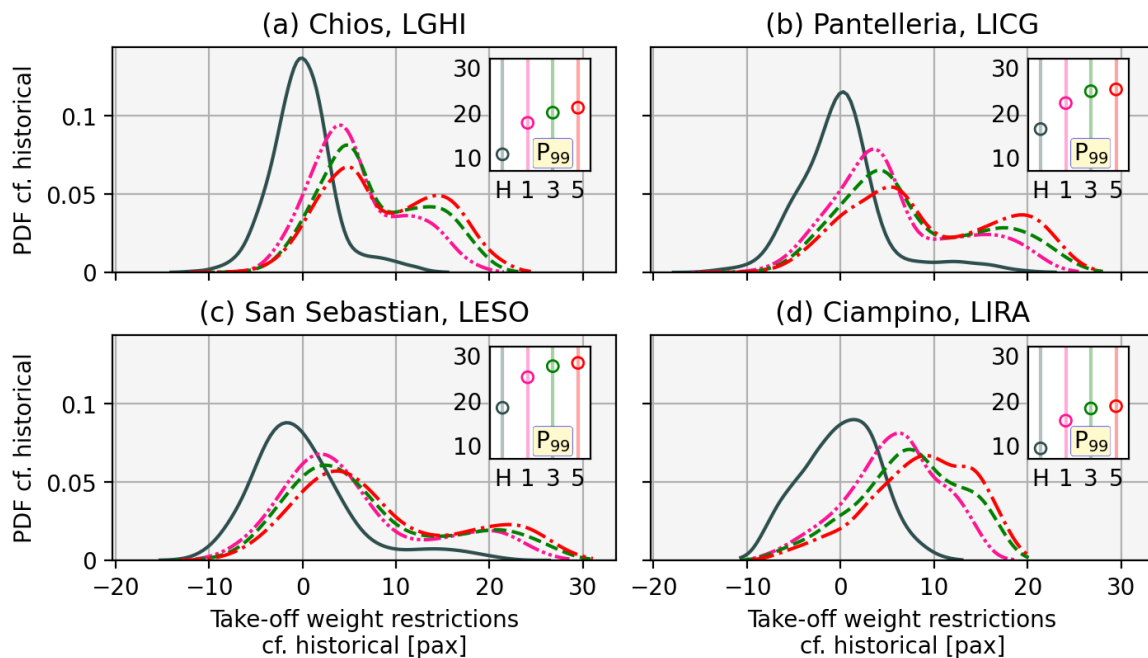 (a) Chios, LGHI
(b) Pantelleria, LICG
PDF cf. historical
0.1
0.05
0
30
20
10
P99
H 1 3 5
30
20
10
P99
H 1 3 5
(c) San Sebastian, LESO
(d) Ciampino, LIRA
PDF cf. historical
0.1
0.05
0
30
20
10
P99
H 1 3 5
30
20
10
P99
H 1 3 5
−20 −10 0 10 20 30
−20 −10 0 10 20 30
Take-off weight restrictions
cf. historical [pax]
Take-off weight restrictions
cf. historical [pax]